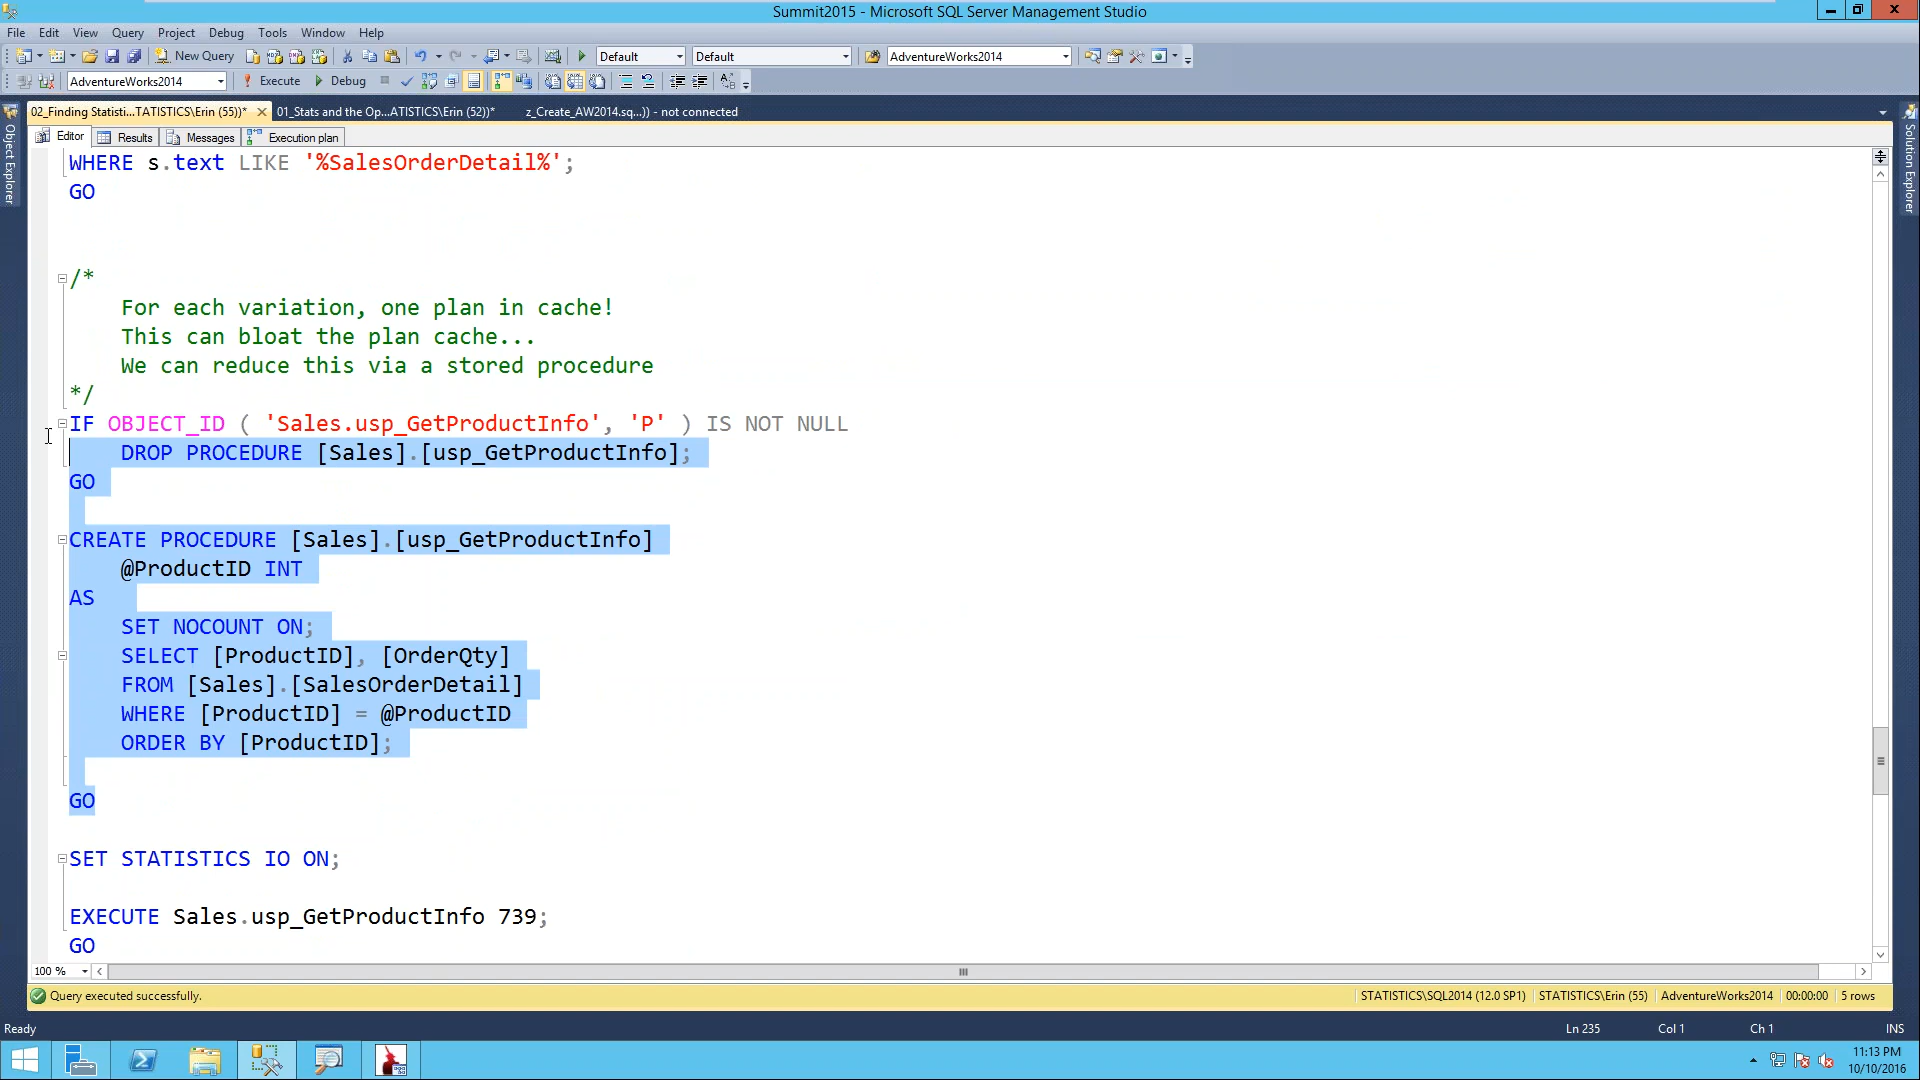 Summit2015 - Microsoft SQL Server Management Studio
File Edit View Query Project Debug Tools Window Help
New Query Default Default AdventureWorks2014
AdventureWorks2014 Execute Debug
02_Finding Statisti...TATISTICS\Erin (55))* 01_Stats and the Op...ATISTICS\Erin (52))* z_Create_AW2014.sq...)) - not connected
Editor Results Messages Execution plan
Object Explorer
Solution Explorer
WHERE s.text LIKE '%SalesOrderDetail%';
GO
/*
For each variation, one plan in cache!
This can bloat the plan cache...
We can reduce this via a stored procedure
*/
IF OBJECT_ID ( 'Sales.usp_GetProductInfo', 'P' ) IS NOT NULL
DROP PROCEDURE [Sales].[usp_GetProductInfo];
GO
CREATE PROCEDURE [Sales].[usp_GetProductInfo]
@ProductID INT
AS
SET NOCOUNT ON;
SELECT [ProductID], [OrderQty]
FROM [Sales].[SalesOrderDetail]
WHERE [ProductID] = @ProductID
ORDER BY [ProductID];
GO
SET STATISTICS IO ON;
EXECUTE Sales.usp_GetProductInfo 739;
GO
100 %
Query executed successfully. STATISTICS\SQL2014 (12.0 SP1) STATISTICS\Erin (55) AdventureWorks2014 00:00:00 5 rows
Ready Ln 235 Col 1 Ch 1 INS
11:13 PM
10/10/2016